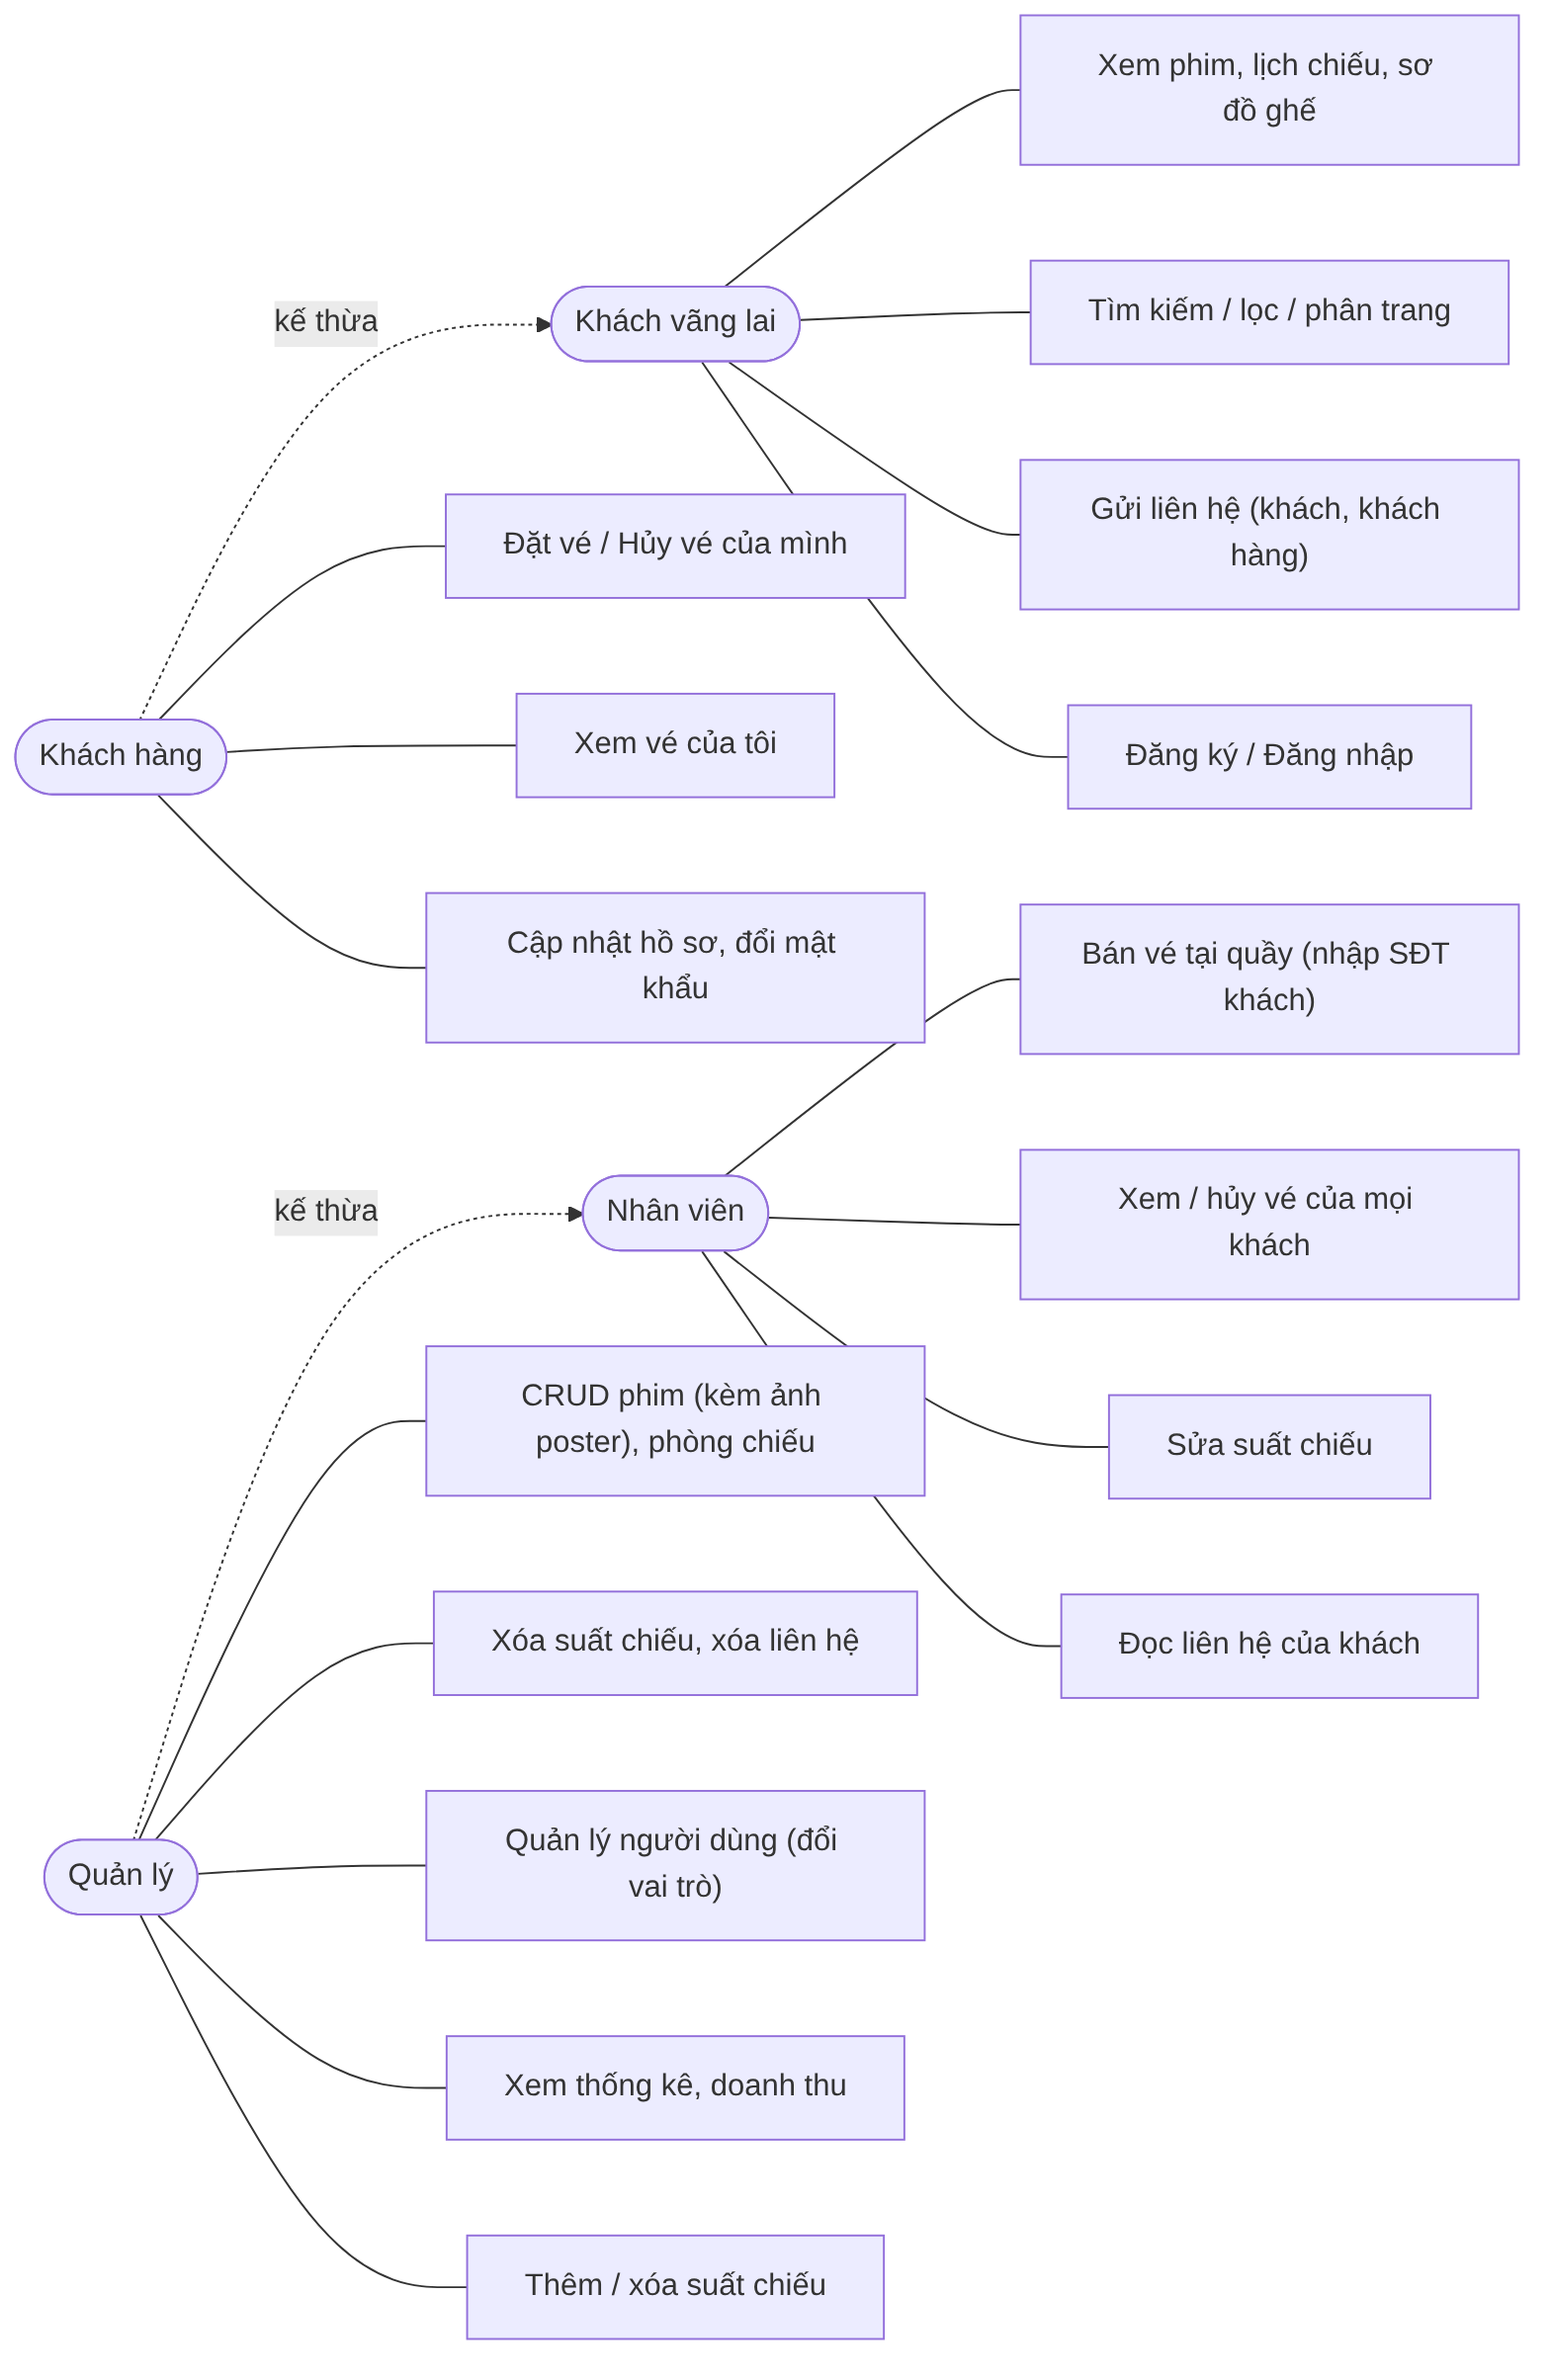 Xem phim, lịch chiếu, sơ
đồ ghế
Tìm kiếm / lọc / phân trang
kế thừa
Khách vãng lai
Gửi liên hệ (khách, khách
hàng)
Đặt vé / Hủy vé của mình
Xem vé của tôi
Khách hàng
Đăng ký / Đăng nhập
Cập nhật hồ sơ, đổi mật
khẩu
Bán vé tại quầy (nhập SĐT
khách)
kế thừa
Nhân viên
Xem / hủy vé của mọi
khách
CRUD phim (kèm ảnh
poster), phòng chiếu
Sửa suất chiếu
Xóa suất chiếu, xóa liên hệ
Đọc liên hệ của khách
Quản lý
Quản lý người dùng (đổi
vai trò)
Xem thống kê, doanh thu
Thêm / xóa suất chiếu